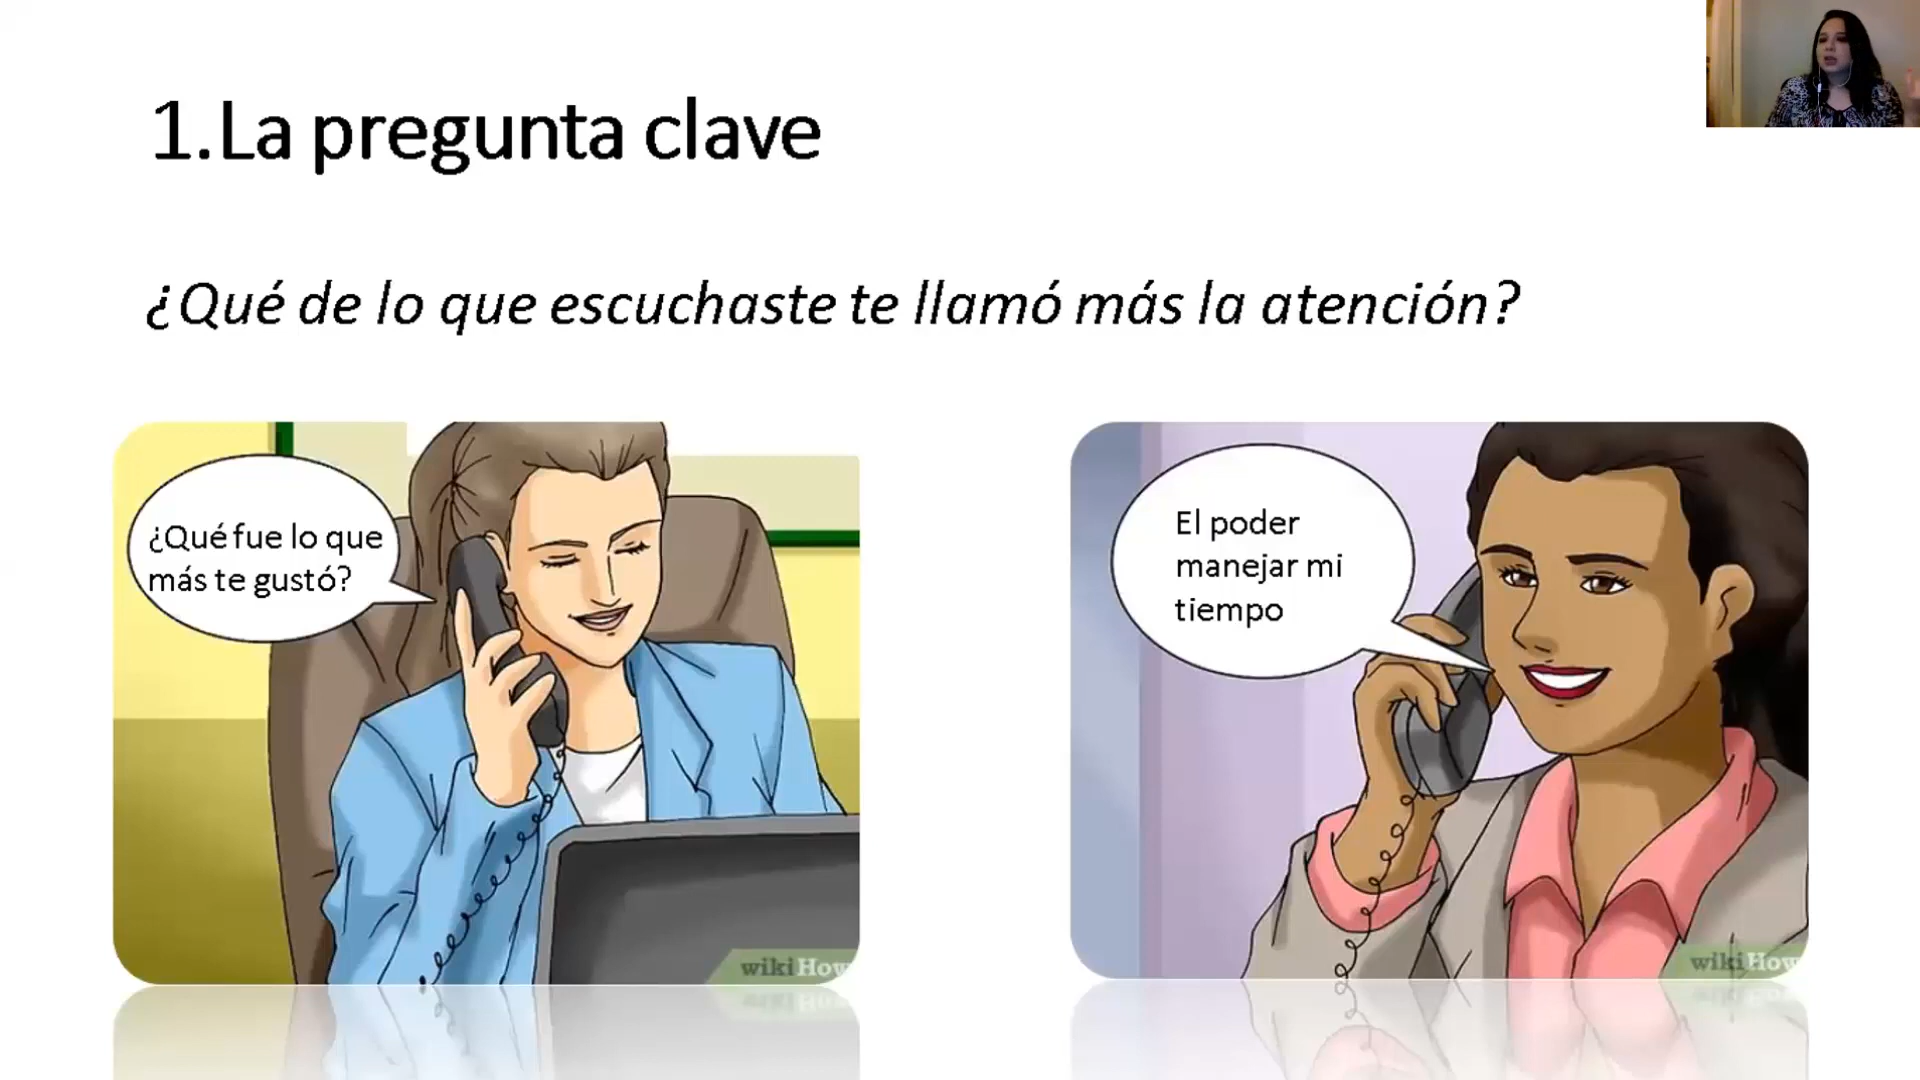 1.La pregunta clave
¿Qué de lo que escuchaste te llamó más la atención?
¿Qué fue lo que
más te gustó?
El poder
manejar mi
tiempo
wikiHow
wikiHow